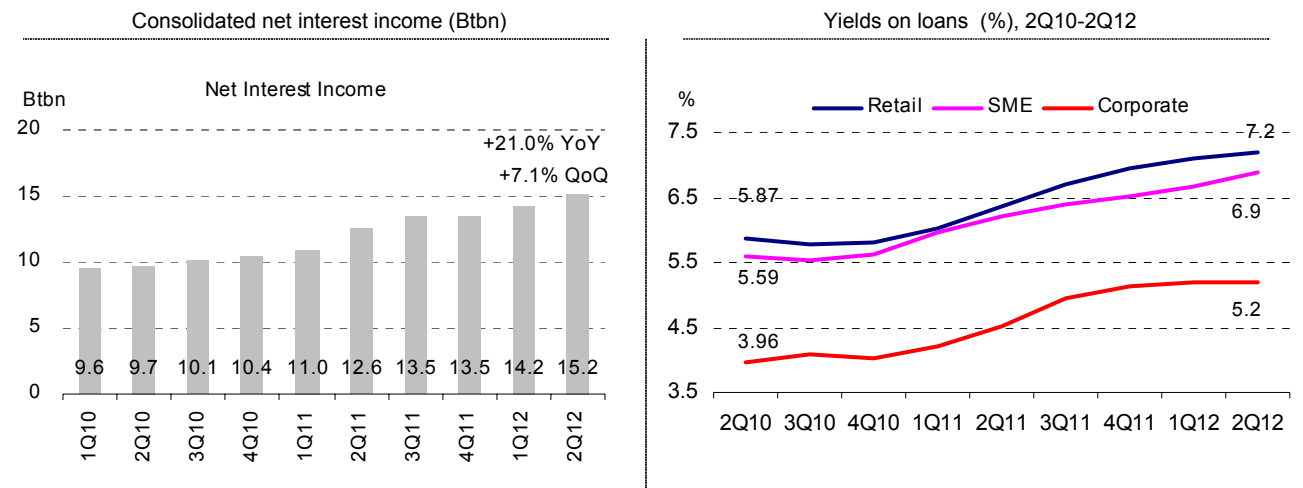 Consolidated net interest income (Btbn)
Net Interest Income
Btbn
20
15
10
5
0
+21.0% YoY
+7.1% QoQ
9.6 9.7 10.1 10.4 11.0 12.6 13.5 13.5 14.2 15.2
1Q10 2Q10 3Q10 4Q10 1Q11 2Q11 3Q11 4Q11 1Q12 2Q12
Yields on loans (%), 2Q10-2Q12
%
Retail SME Corporate
7.5
6.5
5.5
4.5
3.5
7.2
5.87
6.9
5.59
5.2
3.96
2Q10 3Q10 4Q10 1Q11 2Q11 3Q11 4Q11 1Q12 2Q12